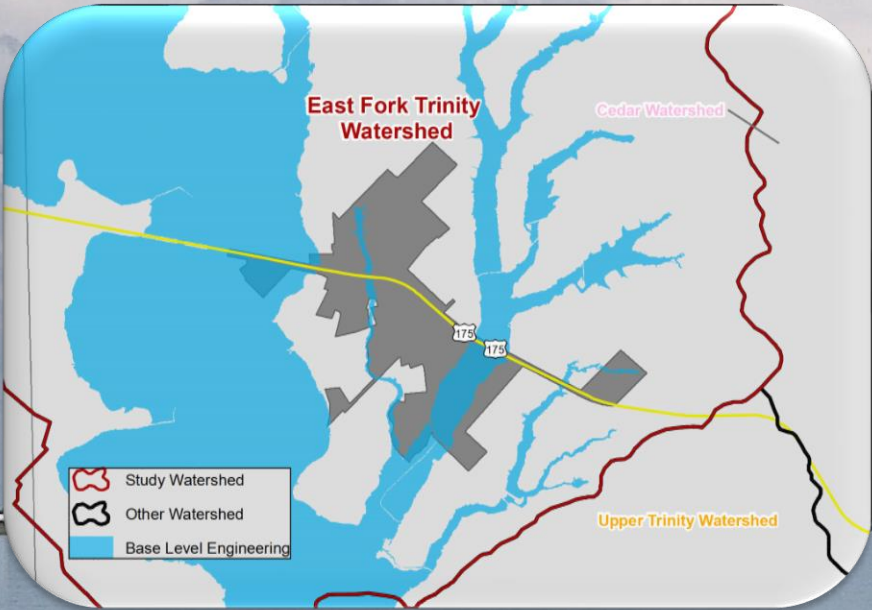 East Fork Trinity
Watershed
Cedar Watershed
175
175
Study Watershed
Other Watershed
Base Level Engineering
Upper Trinity Watershed